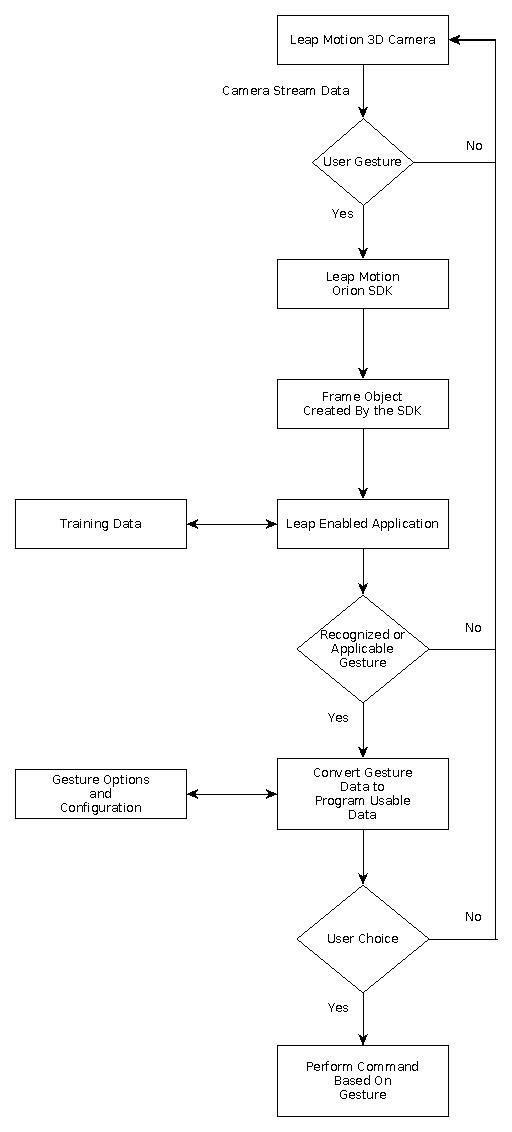 Leap Motion 3D Camera
Camera Stream Data
User Gesture
No
Yes
Leap Motion
Orion SDK
Frame Object
Created By the SDK
Training Data
Leap Enabled Application
Recognized or
Applicable
Gesture
No
Yes
Gesture Options
and
Configuration
Convert Gesture
Data to
Program Usable
Data
User Choice
No
Yes
Perform Command
Based On
Gesture